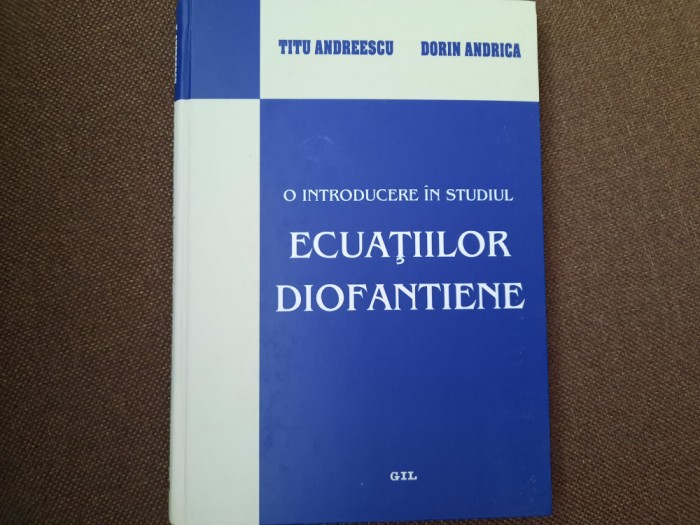 TITU ANDREESCU DORIN ANDRICA
O INTRODUCERE ÎN STUDIUL
ECUAŢIILOR
DIOFANTIENE
GIL